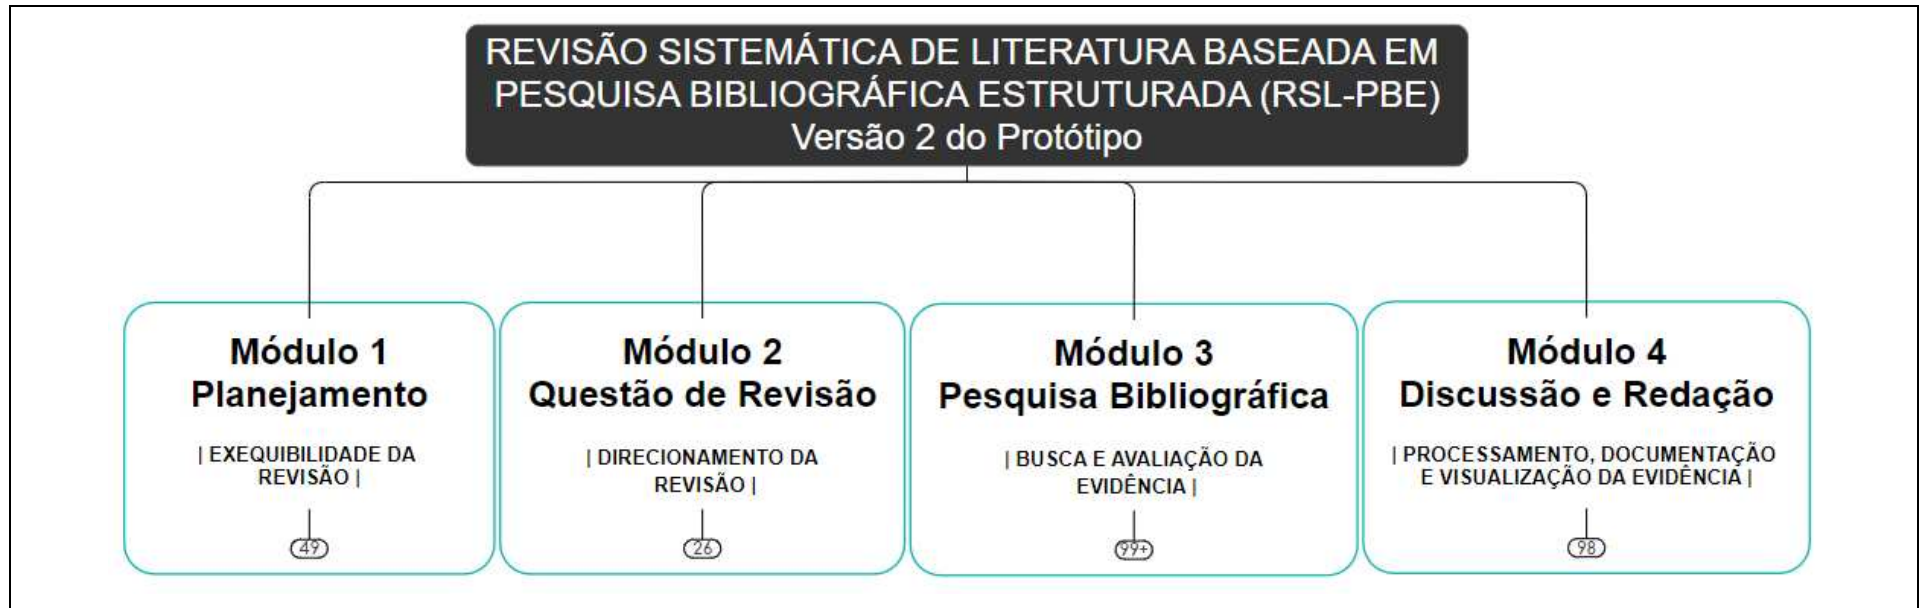 REVISÃO SISTEMÁTICA DE LITERATURA BASEADA EM
PESQUISA BIBLIOGRÁFICA ESTRUTURADA (RSL-PBE)
Versão 2 do Protótipo
Módulo 1
Planejamento
| EXEQUIBILIDADE DA
REVISÃO |
49
Módulo 2
Questão de Revisão
| DIRECIONAMENTO DA
REVISÃO |
26
Módulo 3
Pesquisa Bibliográfica
| BUSCA E AVALIAÇÃO DA
EVIDÊNCIA |
99+
Módulo 4
Discussão e Redação
| PROCESSAMENTO, DOCUMENTAÇÃO
E VISUALIZAÇÃO DA EVIDÊNCIA |
98